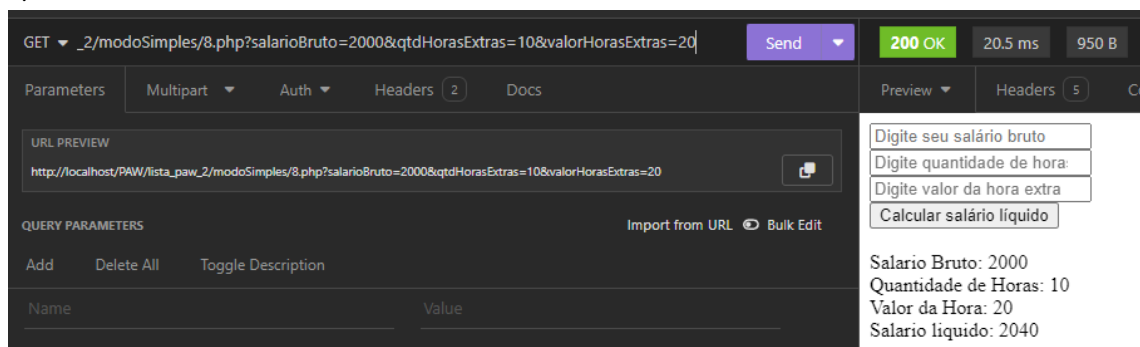 GET _2/modoSimples/8.php?salarioBruto=2000&qtdHorasExtras=10&valorHorasExtras=20 Send
200 OK 20.5 ms 950 B
Parameters Multipart Auth Headers 2 Docs
Preview Headers 5
URL PREVIEW
http://localhost/PAW/lista_paw_2/modoSimples/8.php?salarioBruto=2000&qtdHorasExtras=10&valorHorasExtras=20
QUERY PARAMETERS Import from URL Bulk Edit
Add Delete All Toggle Description
Name Value
Digite seu salário bruto
Digite quantidade de hora
Digite valor da hora extra
Calcular salário líquido
Salario Bruto: 2000
Quantidade de Horas: 10
Valor da Hora: 20
Salario liquido: 2040